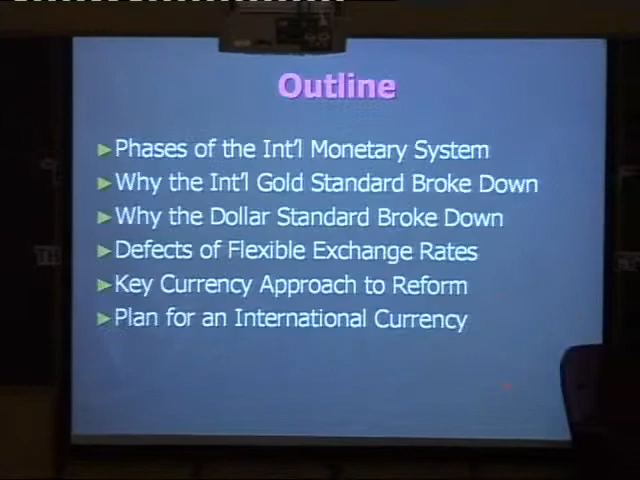 Outline
Phases of the Int'l Monetary System
Why the Int'l Gold Standard Broke Down
Why the Dollar Standard Broke Down
Defects of Flexible Exchange Rates
Key Currency Approach to Reform
Plan for an International Currency